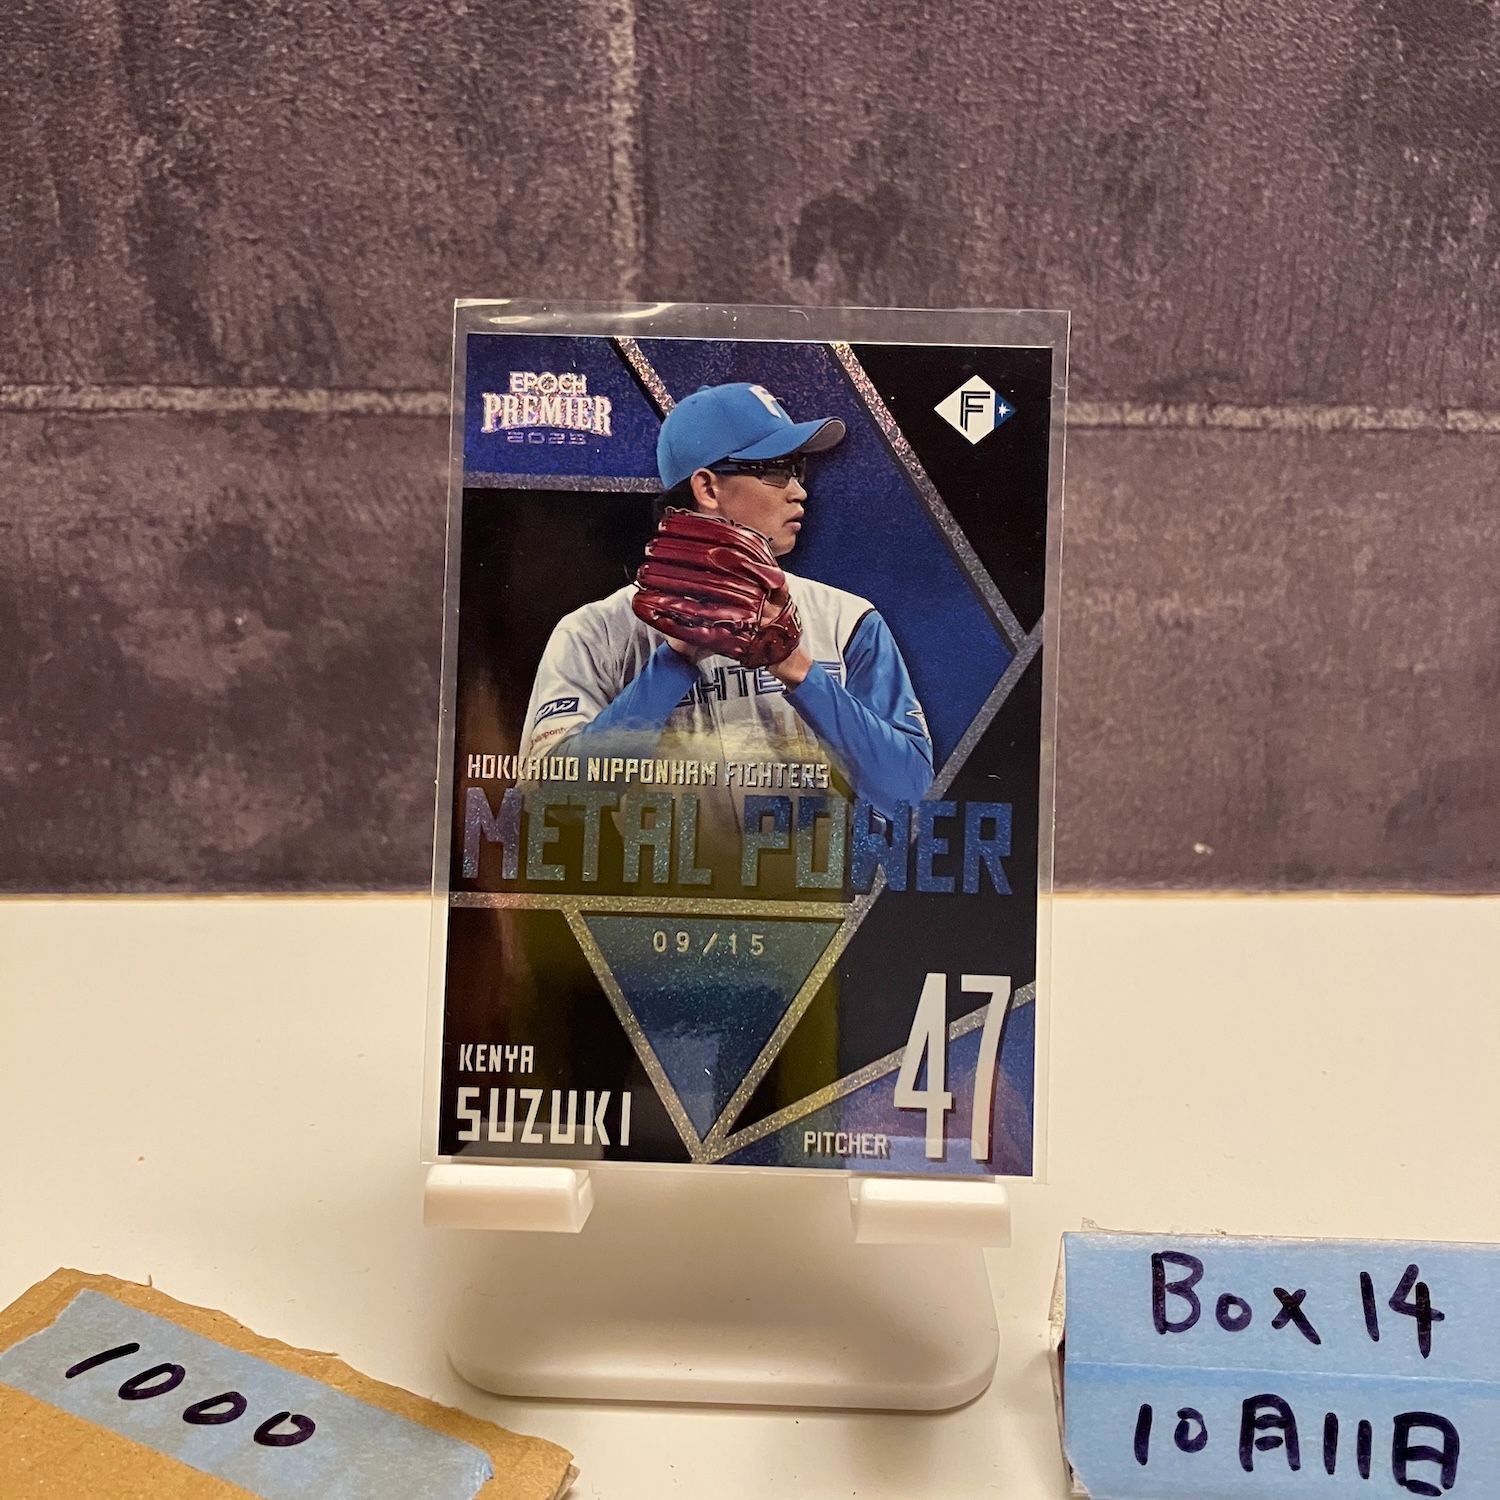 EPOCH
PREMIER
2023
F
HOKKAIDO NIPPONHAM FIGHTERS
METAL POWER
09/15
KENYA
SUZUKI
PITCHER
47
1000
Box 14
10月11日